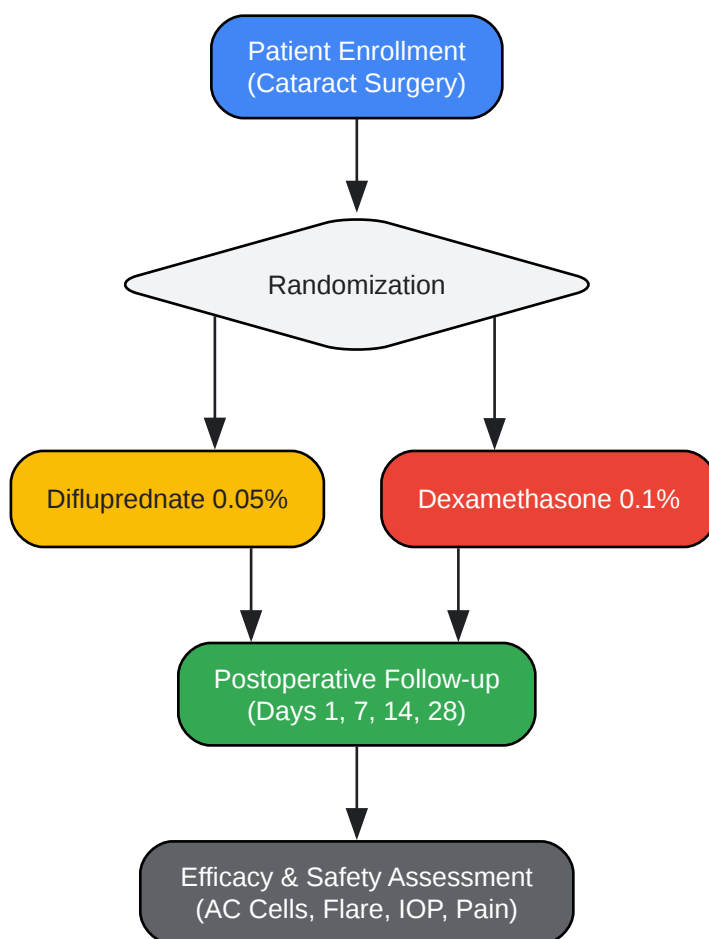 Patient Enrollment
(Cataract Surgery)
Randomization
Difluprednate 0.05%
Dexamethasone 0.1%
Postoperative Follow-up
(Days 1, 7, 14, 28)
Efficacy & Safety Assessment
(AC Cells, Flare, IOP, Pain)